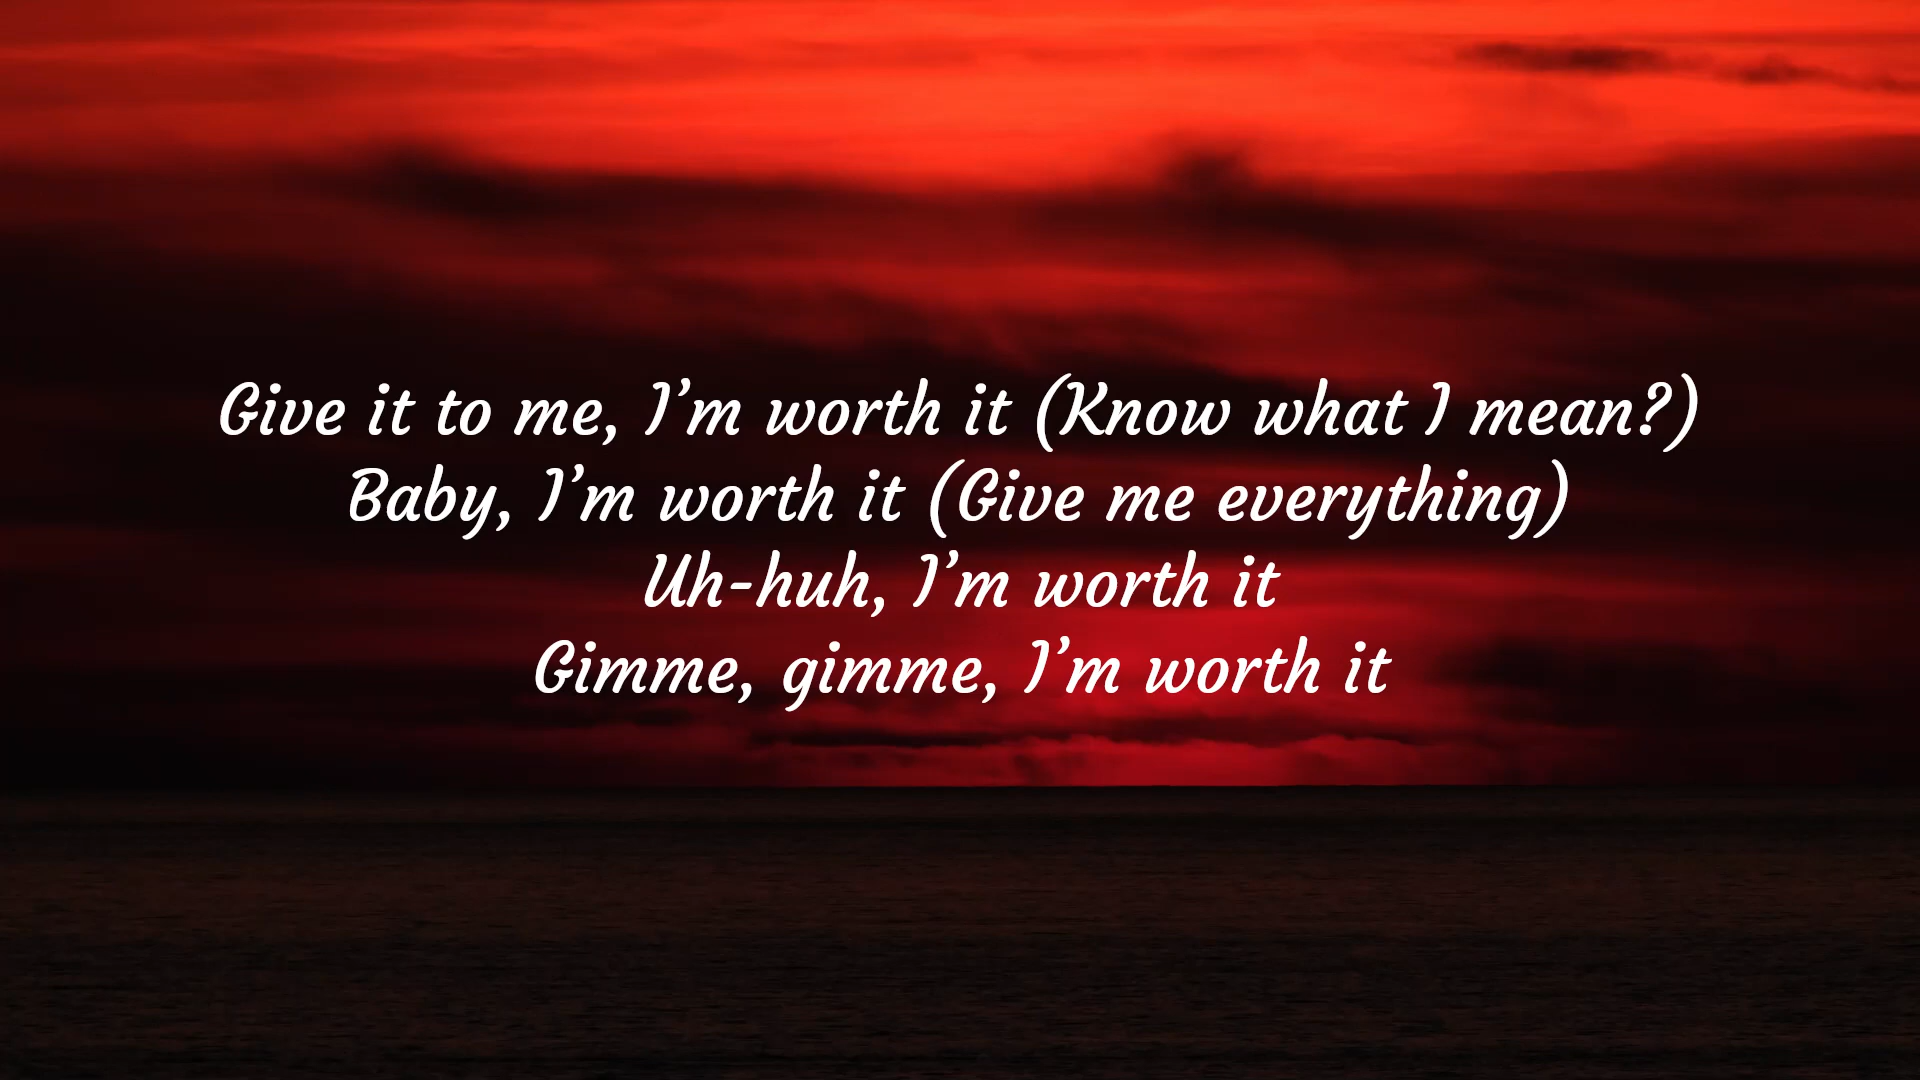 Give it to me, I’m worth it (Know what I mean?)
Baby, I’m worth it (Give me everything)
Uh-huh, I’m worth it
Gimme, gimme, I’m worth it